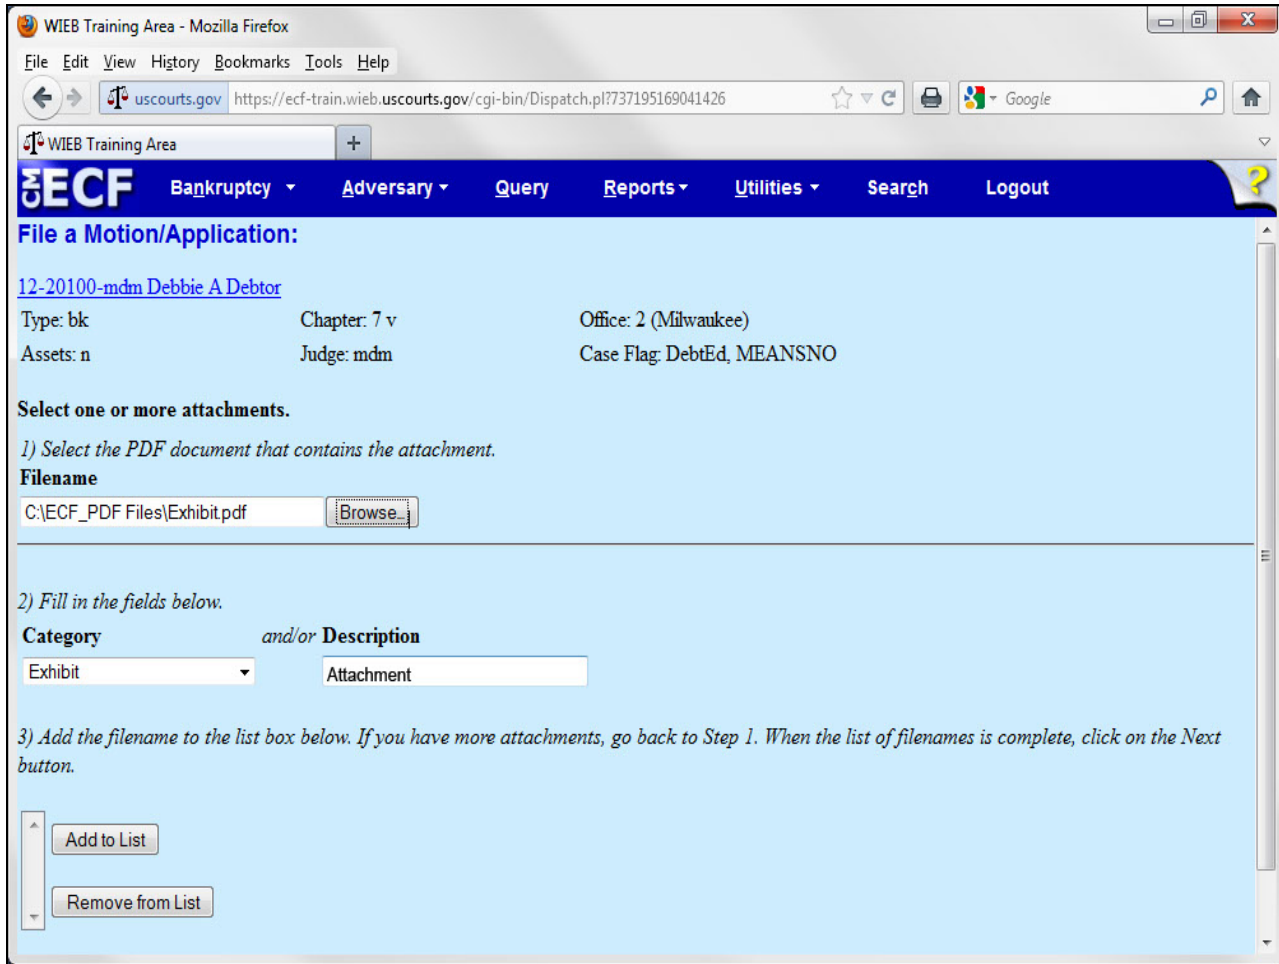 WIEB Training Area - Mozilla Firefox
File Edit View History Bookmarks Tools Help
uscourts.gov https://ecf-train.wieb.uscourts.gov/cgi-bin/Dispatch.pl?737195169041426 Google
WIEB Training Area +
CM ECF Bankruptcy Adversary Query Reports Utilities Search Logout ?
File a Motion/Application:
12-20100-mdm Debbie A Debtor
Type: bk Chapter: 7 v Office: 2 (Milwaukee)
Assets: n Judge: mdm Case Flag: DebtEd, MEANSNO
Select one or more attachments.
1) Select the PDF document that contains the attachment.
Filename
C:\ECF_PDF Files\Exhibit.pdf Browse...
2) Fill in the fields below.
Category and/or Description
Exhibit Attachment
3) Add the filename to the list box below. If you have more attachments, go back to Step 1. When the list of filenames is complete, click on the Next
button.
Add to List
Remove from List